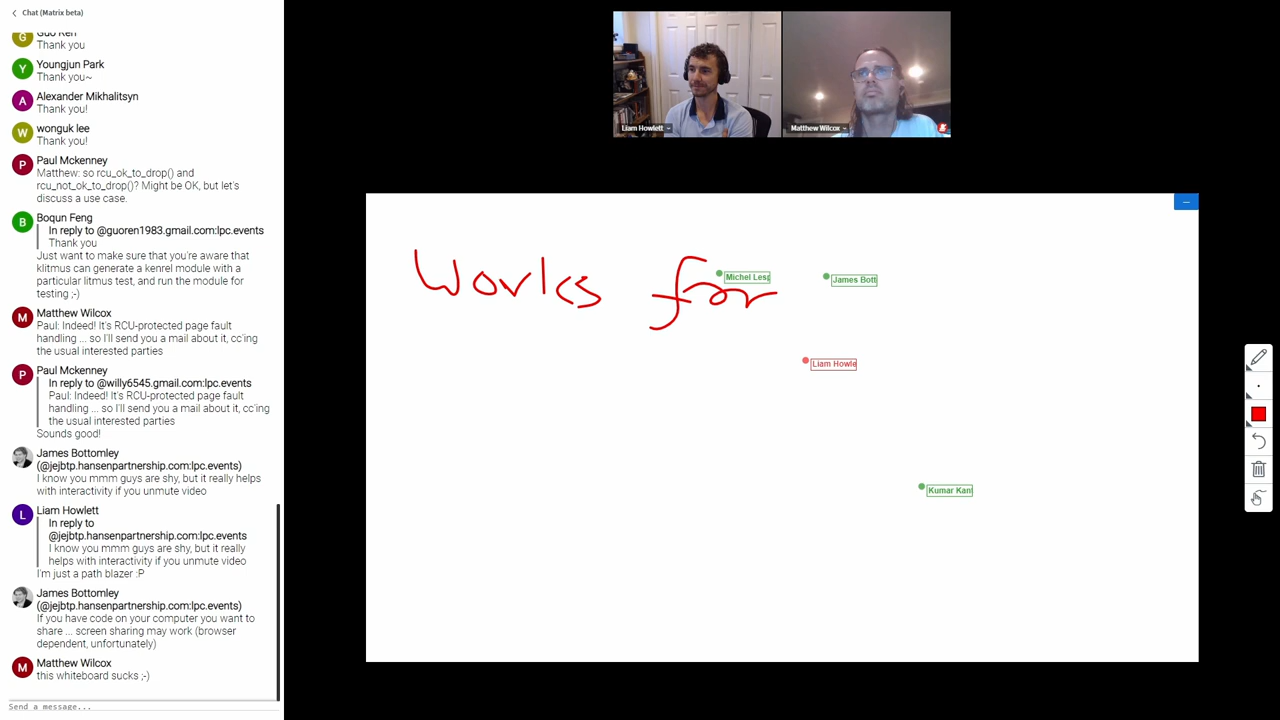 Chat (Matrix beta)
Guo Ren
Thank you
Youngjun Park
Thank you~
Alexander Mikhalitsyn
Thank you!
wonguk lee
Thank you!
Paul Mckenney
Matthew: so rcu_ok_to_drop() and
rcu_not_ok_to_drop()? Might be OK, but let's
discuss a use case.
Boqun Feng
In reply to @guoren1983.gmail.com:lpc.events
Thank you
Just want to make sure that you're aware that
klitmus can generate a kenrel module with a
particular litmus test, and run the module for
testing ;-)
Matthew Wilcox
Paul: Indeed! It's RCU-protected page fault
handling ... so I'll send you a mail about it, cc'ing
the usual interested parties
Paul Mckenney
In reply to @willy6545.gmail.com:lpc.events
Paul: Indeed! It's RCU-protected page fault
handling ... so I'll send you a mail about it, cc'ing
the usual interested parties
Sounds good!
James Bottomley
(@jejbtp.hansenpartnership.com:lpc.events)
I know you mmm guys are shy, but it really helps
with interactivity if you unmute video
Liam Howlett
In reply to
@jejbtp.hansenpartnership.com:lpc.events
I know you mmm guys are shy, but it really
helps with interactivity if you unmute video
I'm just a path blazer :P
James Bottomley
(@jejbtp.hansenpartnership.com:lpc.events)
If you have code on your computer you want to
share ... screen sharing may work (browser
dependent, unfortunately)
Matthew Wilcox
this whiteboard sucks ;-)
Send a message...
G
Y
A
W
P
B
M
P
L
M
Liam Howlett
Matthew Wilcox
Works for
Michel Lesp
James Bott
Liam Howle
Kumar Kant